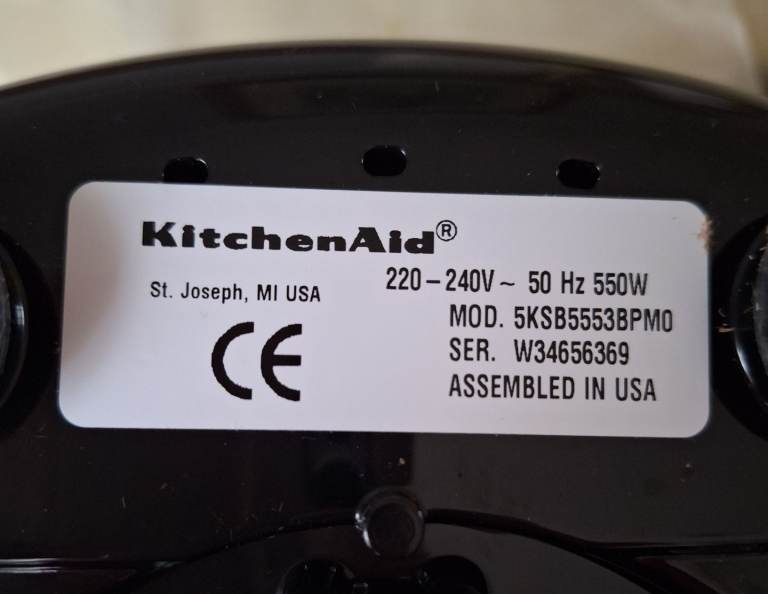 KitchenAid®
St. Joseph, MI USA
CE
220–240V ~ 50 Hz 550W
MOD. 5KSB5553BPM0
SER. W34656369
ASSEMBLED IN USA